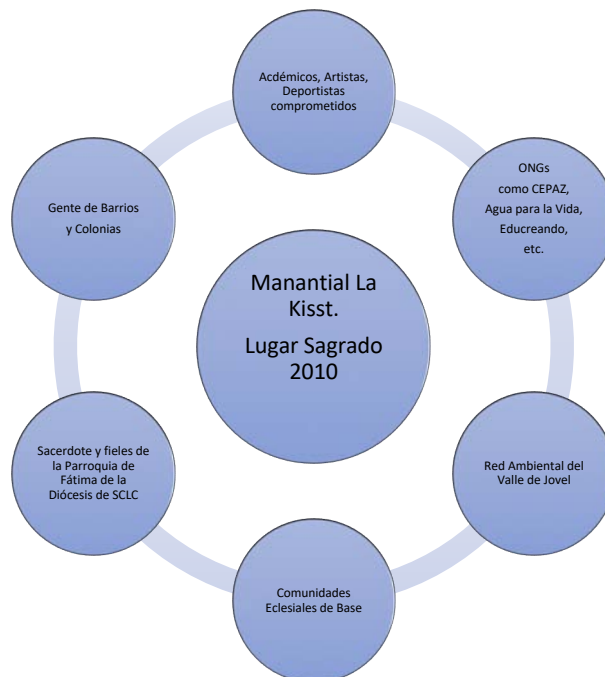 Acdémicos, Artistas,
Deportistas
comprometidos
ONGs
como CEPAZ,
Agua para la Vida,
Educreando,
etc.
Gente de Barrios
y Colonias
Manantial La
Kisst.
Lugar Sagrado
2010
Sacerdote y fieles de
la Parroquia de
Fátima de la
Diócesis de SCLC
Red Ambiental del
Valle de Jovel
Comunidades
Eclesiales de Base